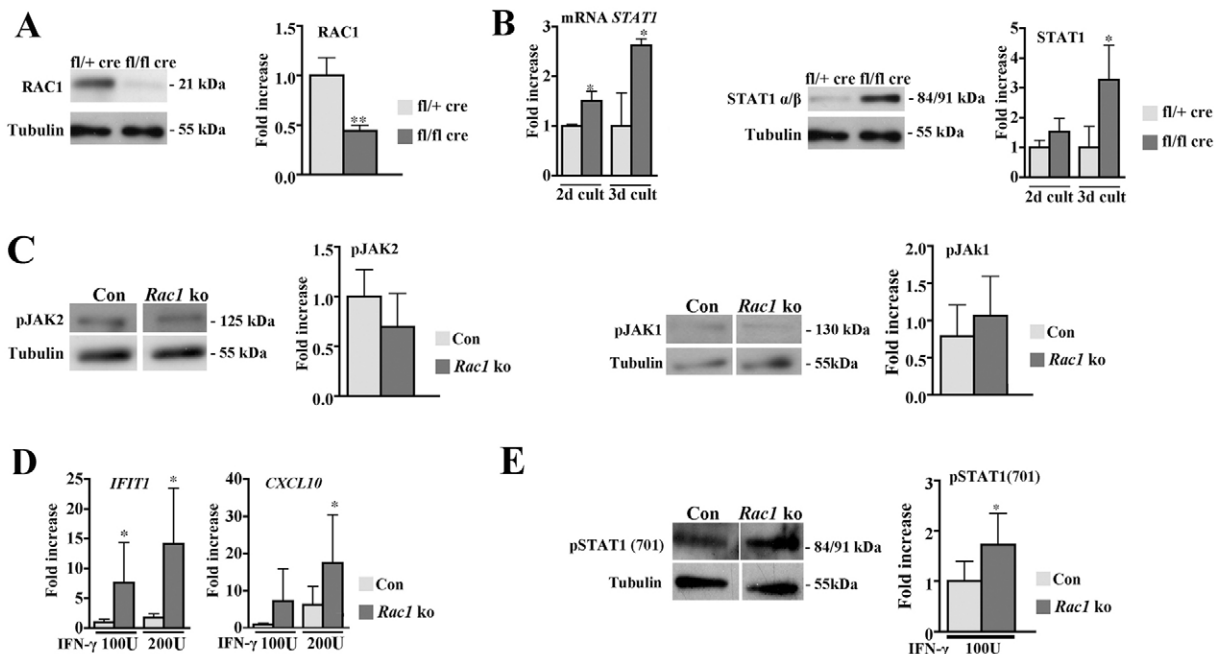 A
fl/+ cre fl/fl cre
RAC1
- 21 kDa
Tubulin
- 55 kDa
RAC1
Fold increase
1.5
1.0
0.5
0.0
**
fl/+ cre
fl/fl cre
B
mRNA STAT1
Fold increase
3
2
1
0
*
*
2d cult 3d cult
fl/+ cre fl/fl cre
STAT1 α/β
- 84/91 kDa
Tubulin
- 55 kDa
STAT1
Fold increase
5
4
3
2
1
0
*
2d cult 3d cult
fl/+ cre
fl/fl cre
C
Con Rac1 ko
pJAK2
- 125 kDa
Tubulin
- 55 kDa
pJAK2
Fold increase
1.5
1.0
0.5
0.0
Con
Rac1 ko
Con Rac1 ko
pJAK1
- 130 kDa
Tubulin
- 55kDa
pJAk1
Fold increase
2.0
1.5
1.0
0.5
0.0
Con
Rac1 ko
D
IFIT1
Fold increase
25
20
15
10
5
0
*
*
IFN-γ 100U 200U
CXCL10
Fold increase
40
30
20
10
0
*
IFN-γ 100U 200U
Con
Rac1 ko
E
Con Rac1 ko
pSTAT1 (701)
- 84/91 kDa
Tubulin
- 55kDa
pSTAT1(701)
Fold increase
3
2
1
0
*
IFN-γ 100U
Con
Rac1 ko